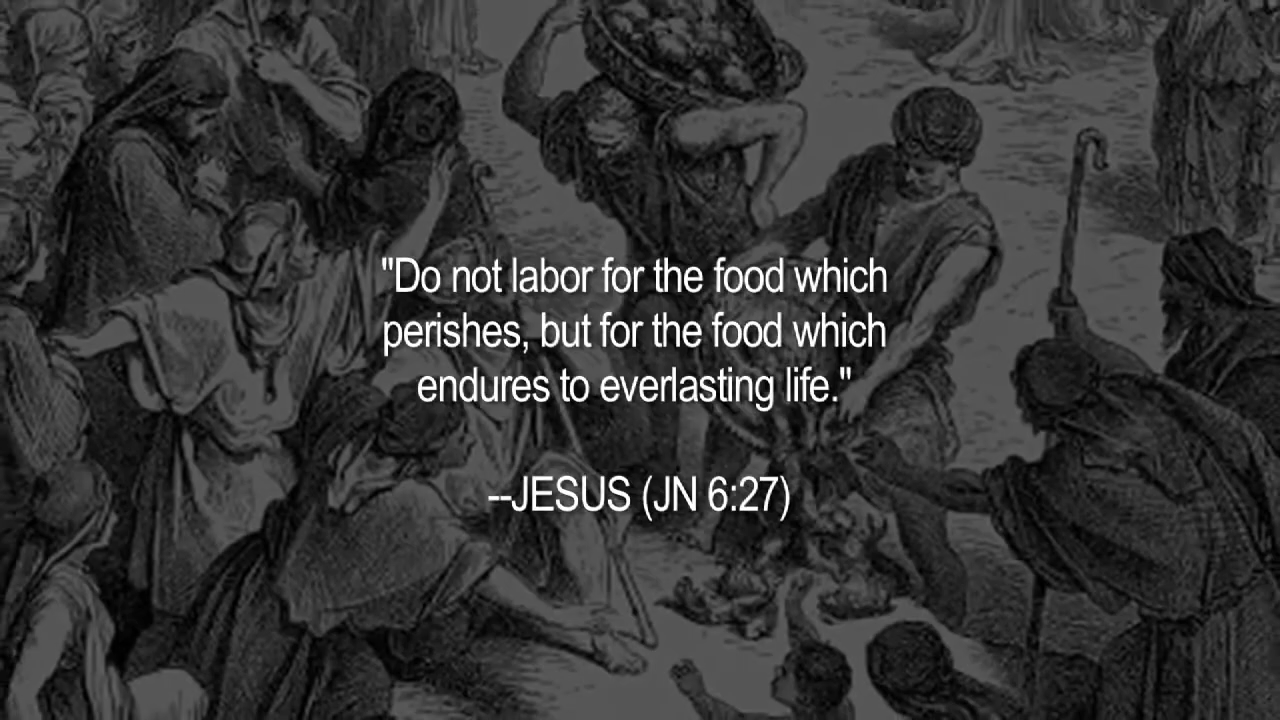 "Do not labor for the food which
perishes, but for the food which
endures to everlasting life."
--JESUS (JN 6:27)